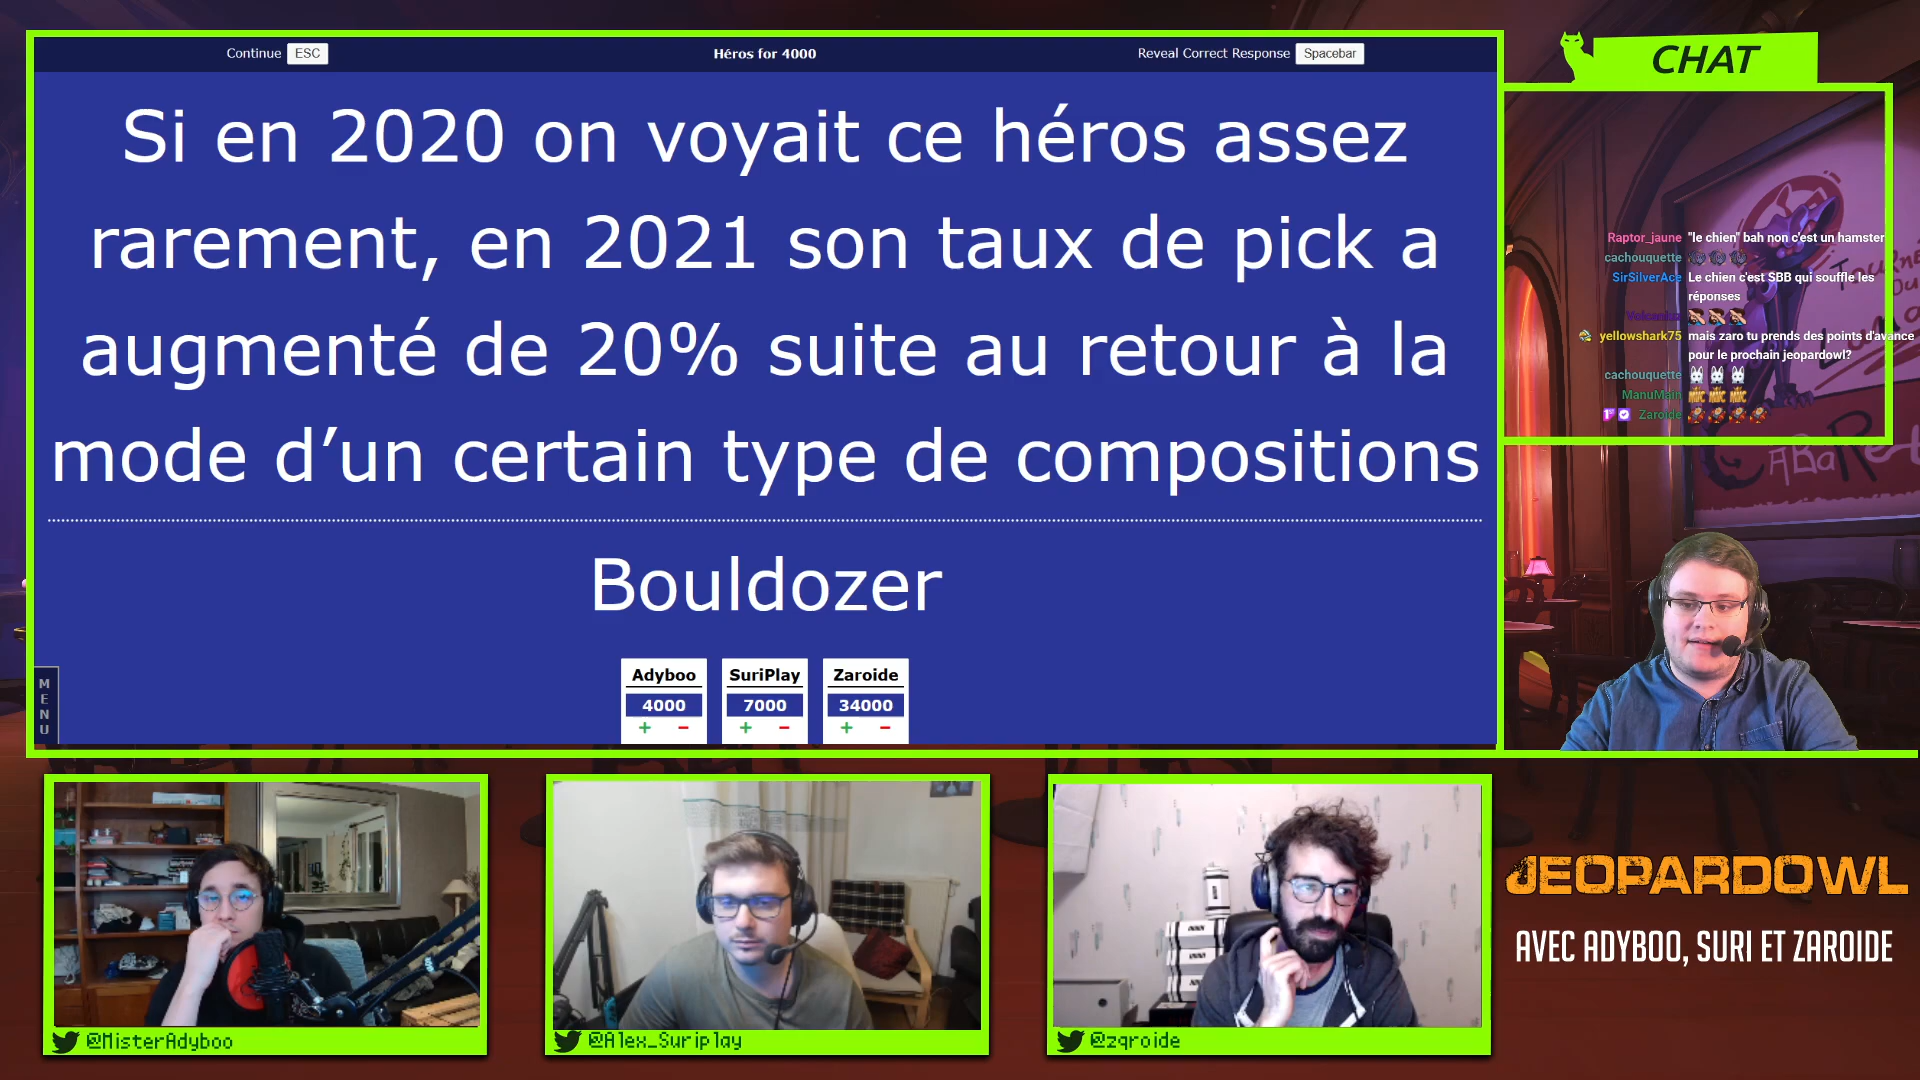 Continue ESC
Héros for 4000
Reveal Correct Response Spacebar
Si en 2020 on voyait ce héros assez
rarement, en 2021 son taux de pick a
augmenté de 20% suite au retour à la
mode d’un certain type de compositions
Bouldozer
MENU
Adyboo
4000
+ −
SuriPlay
7000
+ −
Zaroide
34000
+ −
CHAT
Raptor_jaune "le chien" bah non c'est un hamster
cachouquette
SirSilverAce Le chien c'est SBB qui souffle les
réponses
yellowshark75 mais zaro tu prends des points d'avance
pour le prochain jeopardowl?
cachouquette
ManuMain
Zaroide
CABaRet
@MisterAdyboo
@Alex_Suriplay
@zqroide
JEOPARDOWL
AVEC ADYBOO, SURI ET ZAROIDE